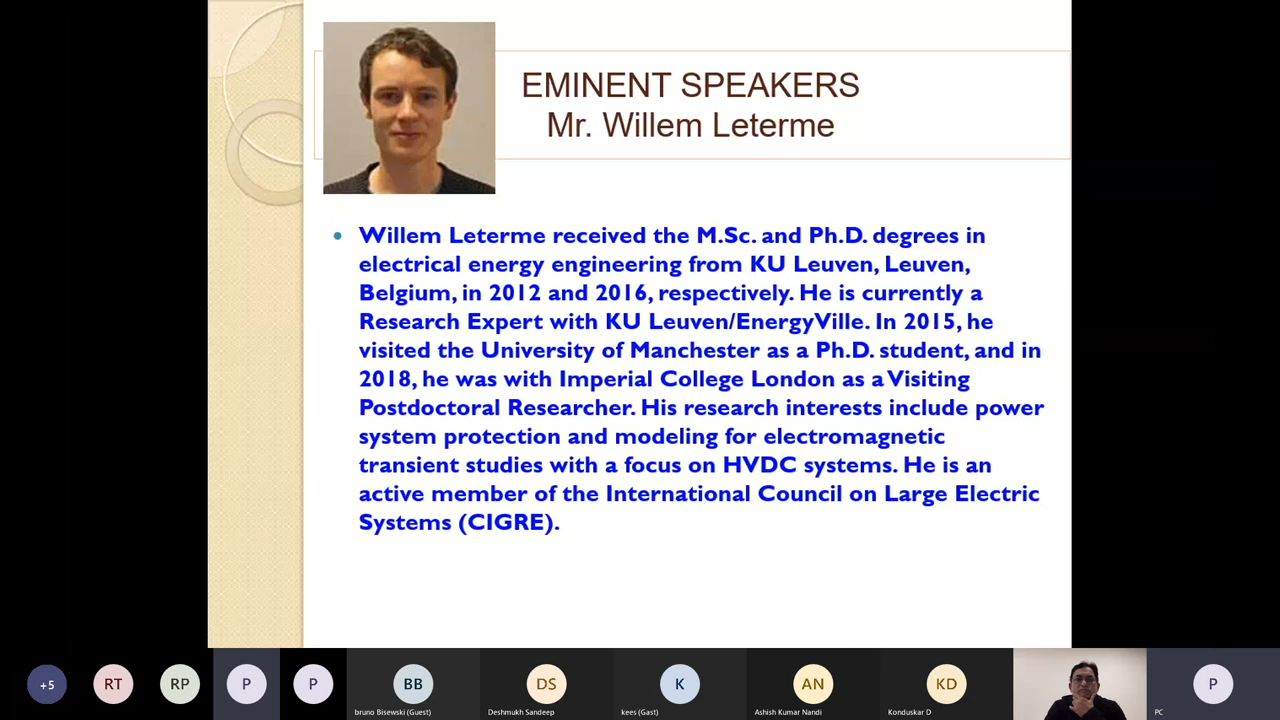 EMINENT SPEAKERS
Mr. Willem Leterme
• Willem Leterme received the M.Sc. and Ph.D. degrees in
electrical energy engineering from KU Leuven, Leuven,
Belgium, in 2012 and 2016, respectively. He is currently a
Research Expert with KU Leuven/EnergyVille. In 2015, he
visited the University of Manchester as a Ph.D. student, and in
2018, he was with Imperial College London as a Visiting
Postdoctoral Researcher. His research interests include power
system protection and modeling for electromagnetic
transient studies with a focus on HVDC systems. He is an
active member of the International Council on Large Electric
Systems (CIGRE).
+5 RT RP P P BB DS K AN KD P
bruno Bisewski (Guest) Deshmukh Sandeep kees (Gast) Ashish Kumar Nandi Konduskar D PC